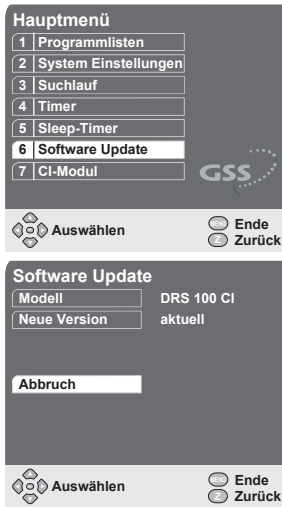 Hauptmenü
1 Programmlisten
2 System Einstellungen
3 Suchlauf
4 Timer
5 Sleep-Timer
6 Software Update
7 CI-Modul
GSS
Auswählen
MENU Ende
Z Zurück
Software Update
Modell DRS 100 CI
Neue Version aktuell
Abbruch
Auswählen
MENU Ende
Z Zurück